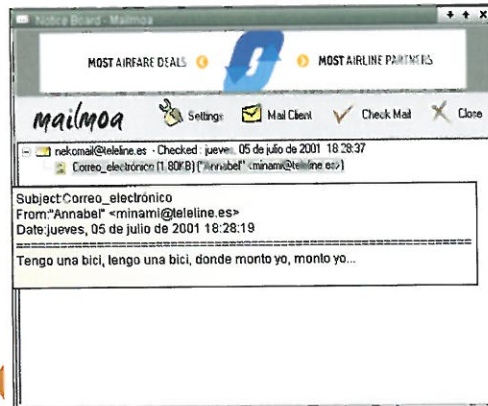 Notice Board - Mailmoa
MOST AIRFARE DEALS MOST AIRLINE PARTNERS
mailmoa Settings Mail Client Check Mail Close
nekomail@teleline.es - Checked: jueves, 05 de julio de 2001 18:28:37
Correo_electrónico [1.80KB] ("Annabel" <minami@teleline.es>)
Subject:Correo_electrónico
From:"Annabel" <minami@teleline.es>
Date:jueves, 05 de julio de 2001 18:28:19
==========================================================
Tengo una bici, tengo una bici, donde monto yo, monto yo...